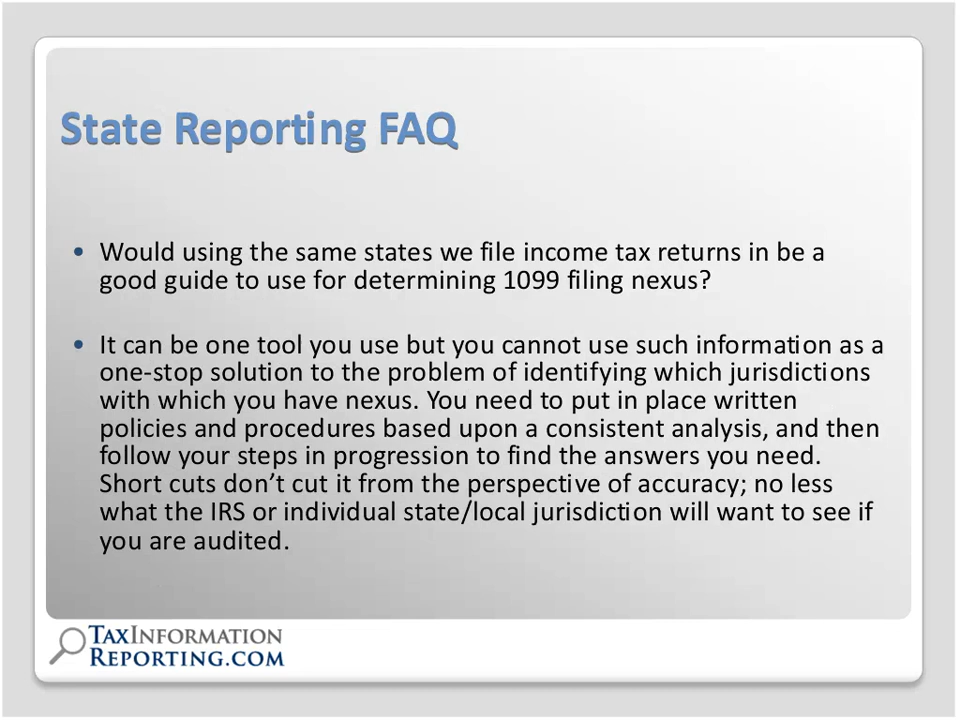 State Reporting FAQ
• Would using the same states we file income tax returns in be a
good guide to use for determining 1099 filing nexus?
• It can be one tool you use but you cannot use such information as a
one-stop solution to the problem of identifying which jurisdictions
with which you have nexus. You need to put in place written
policies and procedures based upon a consistent analysis, and then
follow your steps in progression to find the answers you need.
Short cuts don’t cut it from the perspective of accuracy; no less
what the IRS or individual state/local jurisdiction will want to see if
you are audited.
TAXINFORMATION
REPORTING.COM